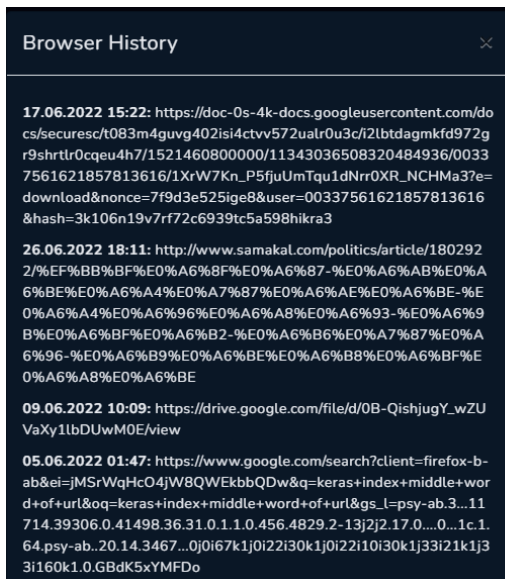 Browser History
17.06.2022 15:22: https://doc-0s-4k-docs.googleusercontent.com/do
cs/securesc/t083m4guvg402isi4ctvv572ualr0u3c/i2lbtdagmkfd972g
r9shrtlr0cqeu4h7/1521460800000/11343036508320484936/0033
7561621857813616/1XrW7Kn_P5fjuUmTqu1dNrr0XR_NCHMa3?e=
download&nonce=7f9d3e525ige8&user=00337561621857813616
&hash=3k106n19v7rf72c6939tc5a598hikra3
26.06.2022 18:11: http://www.samakal.com/politics/article/180292
2/%EF%BB%BF%E0%A6%8F%E0%A6%87-%E0%A6%AB%E0%A
6%BE%E0%A6%A4%E0%A7%87%E0%A6%AE%E0%A6%BE-%E
0%A6%A4%E0%A6%96%E0%A6%A8%E0%A6%93-%E0%A6%9
B%E0%A6%BF%E0%A6%B2-%E0%A6%B6%E0%A7%87%E0%A
6%96-%E0%A6%B9%E0%A6%BE%E0%A6%B8%E0%A6%BF%E
0%A6%A8%E0%A6%BE
09.06.2022 10:09: https://drive.google.com/file/d/0B-QishjugY_wZU
VaXy1lbDUwM0E/view
05.06.2022 01:47: https://www.google.com/search?client=firefox-b-
ab&ei=jMSrWqHcO4jW8QWEkbbQDw&q=keras+index+middle+wor
d+of+url&oq=keras+index+middle+word+of+url&gs_l=psy-ab.3...11
714.39306.0.41498.36.31.0.1.1.0.456.4829.2-13j2j2.17.0....0...1c.1.
64.psy-ab..20.14.3467...0j0i67k1j0i22i30k1j0i22i10i30k1j33i21k1j3
3i160k1.0.GBdK5xYMFDo